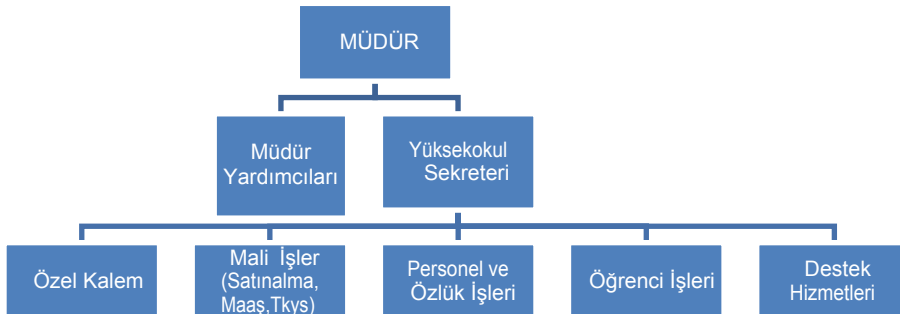 MÜDÜR
Müdür
Yardımcıları
Yüksekokul
Sekreteri
Özel Kalem
Mali İşler
(Satınalma,
Maaş,Tkys)
Personel ve
Özlük İşleri
Öğrenci İşleri
Destek
Hizmetleri